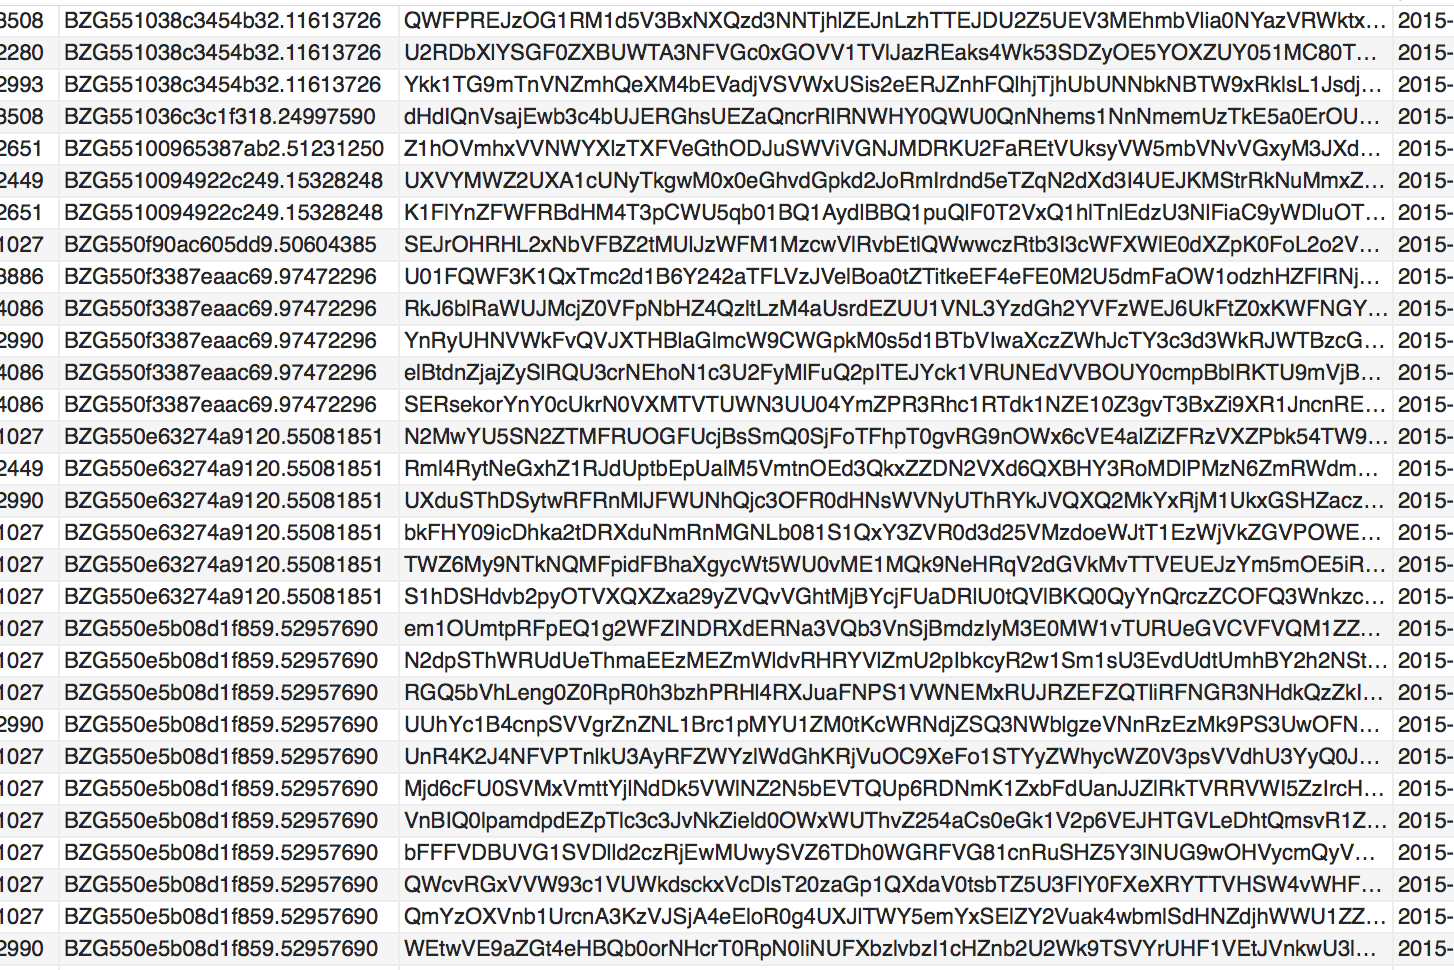 3508 BZG551038c3454b32.11613726 QWFPREJzOG1RM1d5V3BxNXQzd3NNTjhlZEJnLzhTTEJDU2Z5UEV3MEhmbVlia0NYazVRWktx... 2015-
2280 BZG551038c3454b32.11613726 U2RDbXlYSGF0ZXBUWTA3NFVGc0xGOVV1TVlJazREaks4Wk53SDZyOE5YOXZUY051MC80T... 2015-
2993 BZG551038c3454b32.11613726 Ykk1TG9mTnVNZmhQeXM4bEVadjVSVWxUSis2eERJZnhFQlhjTjhUbUNNbkNBTW9xRklsL1Jsdj... 2015-
3508 BZG551036c3c1f318.24997590 dHdIQnVsajEwb3c4bUJERGhsUEZaQncrRlRNWHY0QWU0QnNhems1NnNmemUzTkE5a0ErOU... 2015-
2651 BZG55100965387ab2.51231250 Z1hOVmhxVVNWYXlzTXFVeGthODJuSWViVGNJMDRKU2FaREtVUksyVW5mbVNvVGxyM3JXd... 2015-
2449 BZG5510094922c249.15328248 UXVYMWZ2UXA1cUNyTkgwM0x0eGhvdGpkd2JoRmIrdnd5eTZqN2dXd3I4UEJKMStrRkNuMmxZ... 2015-
2651 BZG5510094922c249.15328248 K1FlYnZFWFRBdHM4T3pCWU5qb01BQ1AydlBBQ1puQlF0T2VxQ1hlTnlEdzU3NlFiaC9yWDluOT... 2015-
1027 BZG550f90ac605dd9.50604385 SEJrOHRHL2xNbVFBZ2tMUlJzWFM1MzcwVlRvbEtlQWwwczRtb3I3cWFXWlE0dXZpK0FoL2o2V... 2015-
3886 BZG550f3387eaac69.97472296 U01FQWF3K1QxTmc2d1B6Y242aTFLVzJVelBoa0tZTitkeEF4eFE0M2U5dmFaOW1odzhHZFlRNj... 2015-
4086 BZG550f3387eaac69.97472296 RkJ6blRaWUJMcjZ0VFpNbHZ4QzltLzM4aUsrdEZUU1VNL3YzdGh2YVFzWEJ6UkFtZ0xKWFNGY... 2015-
2990 BZG550f3387eaac69.97472296 YnRyUHNVWkFvQVJXTHBlaGlmcW9CWGpkM0s5d1BTbVIwaXczZWhJcTY3c3d3WkRJWTBzcG... 2015-
4086 BZG550f3387eaac69.97472296 elBtdnZjajZySlRQU3crNEhoN1c3U2FyMlFuQ2pITEJYck1VRUNEdVVBOUY0cmpBblRKTU9mVjB... 2015-
4086 BZG550f3387eaac69.97472296 SERsekorYnY0cUkrN0VXMTVTUWN3UU04YmZPR3Rhc1RTdk1NZE10Z3gvT3BxZi9XR1JncnRE... 2015-
1027 BZG550e63274a9120.55081851 N2MwYU5SN2ZTMFRUOGFUcjBsSmQ0SjFoTFhpT0gvRG9nOWx6cVE4alZiZFRzVXZPbk54TW9... 2015-
2449 BZG550e63274a9120.55081851 Rml4RytNeGxhZ1RJdUptbEpUalM5VmtnOEd3QkxZZDN2VXd6QXBHY3RoMDlPMzN6ZmRWdm... 2015-
2990 BZG550e63274a9120.55081851 UXduSThDSytwRFRnMlJFWUNhQjc3OFR0dHNsWVNyUThRYkJVQXQ2MkYxRjM1UkxGSHZacz... 2015-
1027 BZG550e63274a9120.55081851 bkFHY09icDhka2tDRXduNmRnMGNLb081S1QxY3ZVR0d3d25VMzdoeWJtT1EzWjVkZGVPOWE... 2015-
1027 BZG550e63274a9120.55081851 TWZ6My9NTkNQMFpidFBhaXgycWt5WU0vME1MQk9NeHRqV2dGVkMvTTVEUEJzYm5mOE5iR... 2015-
1027 BZG550e63274a9120.55081851 S1hDSHdvb2pyOTVXQXZxa29yZVQvVGhtMjBYcjFUaDRlU0tQVlBKQ0QyYnQrczZCOFQ3Wnkzc... 2015-
1027 BZG550e5b08d1f859.52957690 em1OUmtpRFpEQ1g2WFZlNDRXdERNa3VQb3VnSjBmdzIyM3E0MW1vTURUeGVCVFVQM1ZZ... 2015-
1027 BZG550e5b08d1f859.52957690 N2dpSThWRUdUeThmaEEzMEZmWldvRHRYVlZmU2pIbkcyR2w1Sm1sU3EvdUdtUmhBY2h2NSt... 2015-
1027 BZG550e5b08d1f859.52957690 RGQ5bVhLeng0Z0RpR0h3bzhPRHl4RXJuaFNPS1VWNEMxRUJRZEFZQTliRFNGR3NHdkQzZkI... 2015-
2990 BZG550e5b08d1f859.52957690 UUhYc1B4cnpSVVgrZnZNL1Brc1pMYU1ZM0tKcWRNdjZSQ3NWblgzeVNnRzEzMk9PS3UwOFN... 2015-
1027 BZG550e5b08d1f859.52957690 UnR4K2J4NFVPTnlkU3AyRFZWYzlWdGhKRjVuOC9XeFo1STYyZWhycWZ0V3psVVdhU3YyQ0J... 2015-
1027 BZG550e5b08d1f859.52957690 Mjd6cFU0SVMxVmttYjlNdDk5VWlNZ2N5bEVTQUp6RDNmK1ZxbFdUanJJZlRkTVRRVWI5ZzIrcH... 2015-
1027 BZG550e5b08d1f859.52957690 VnBIQ0lpamdpdEZpTlc3c3JvNkZield0OWxWUThvZ254aCs0eGk1V2p6VEJHTGVLeDhtQmsvR1Z... 2015-
1027 BZG550e5b08d1f859.52957690 bFFFVDBUVG1SVDlld2czRjEwMUwySVZ6TDh0WGRFVG81cnRuSHZ5Y3lNUG9wOHVycmQyV... 2015-
1027 BZG550e5b08d1f859.52957690 QWcvRGxVVW93c1VUWkdsckxVcDlsT20zaGp1QXdaV0tsbTZ5U3FlY0FXeXRYTTVHSW4vWHF... 2015-
1027 BZG550e5b08d1f859.52957690 QmYzOXVnb1UrcnA3KzVJSjA4eEloR0g4UXJlTWY5emYxSElZY2Vuak4wbmlSdHNZdjhWWU1ZZ... 2015-
2990 BZG550e5b08d1f859.52957690 WEtwVE9aZGt4eHBQb0orNHcrT0RpN0liNUFXbzlvbzI1cHZnb2U2Wk9TSVYrUHF1VEtJVnkwU3l... 2015-